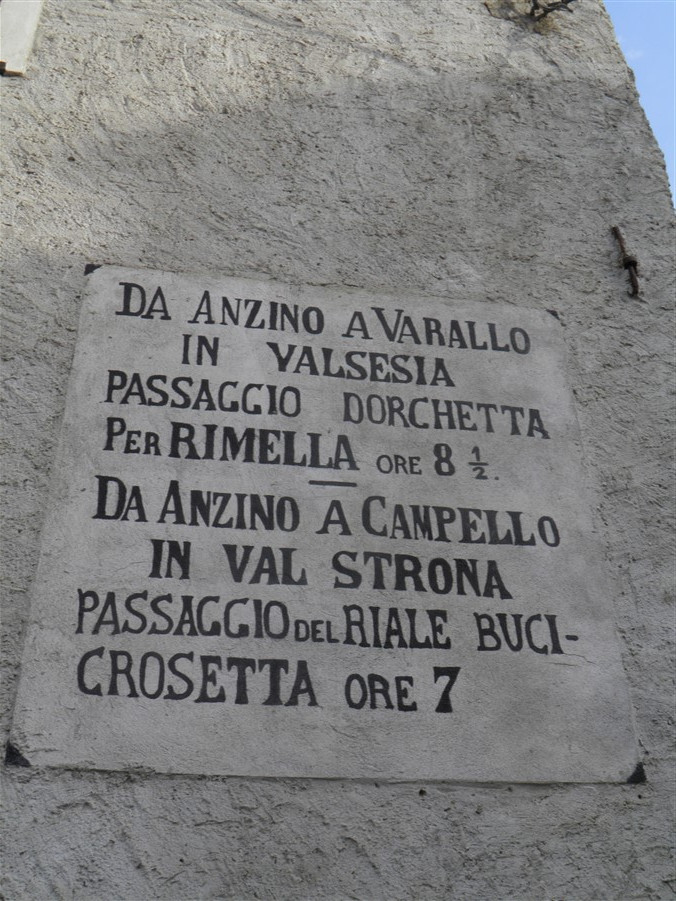 DA ANZINO A VARALLO
IN VALSESIA
PASSAGGIO DORCHETTA
PER RIMELLA ORE 8 1/2.
DA ANZINO A CAMPELLO
IN VAL STRONA
PASSAGGIO DEL RIALE BUCI-
CROSETTA ORE 7